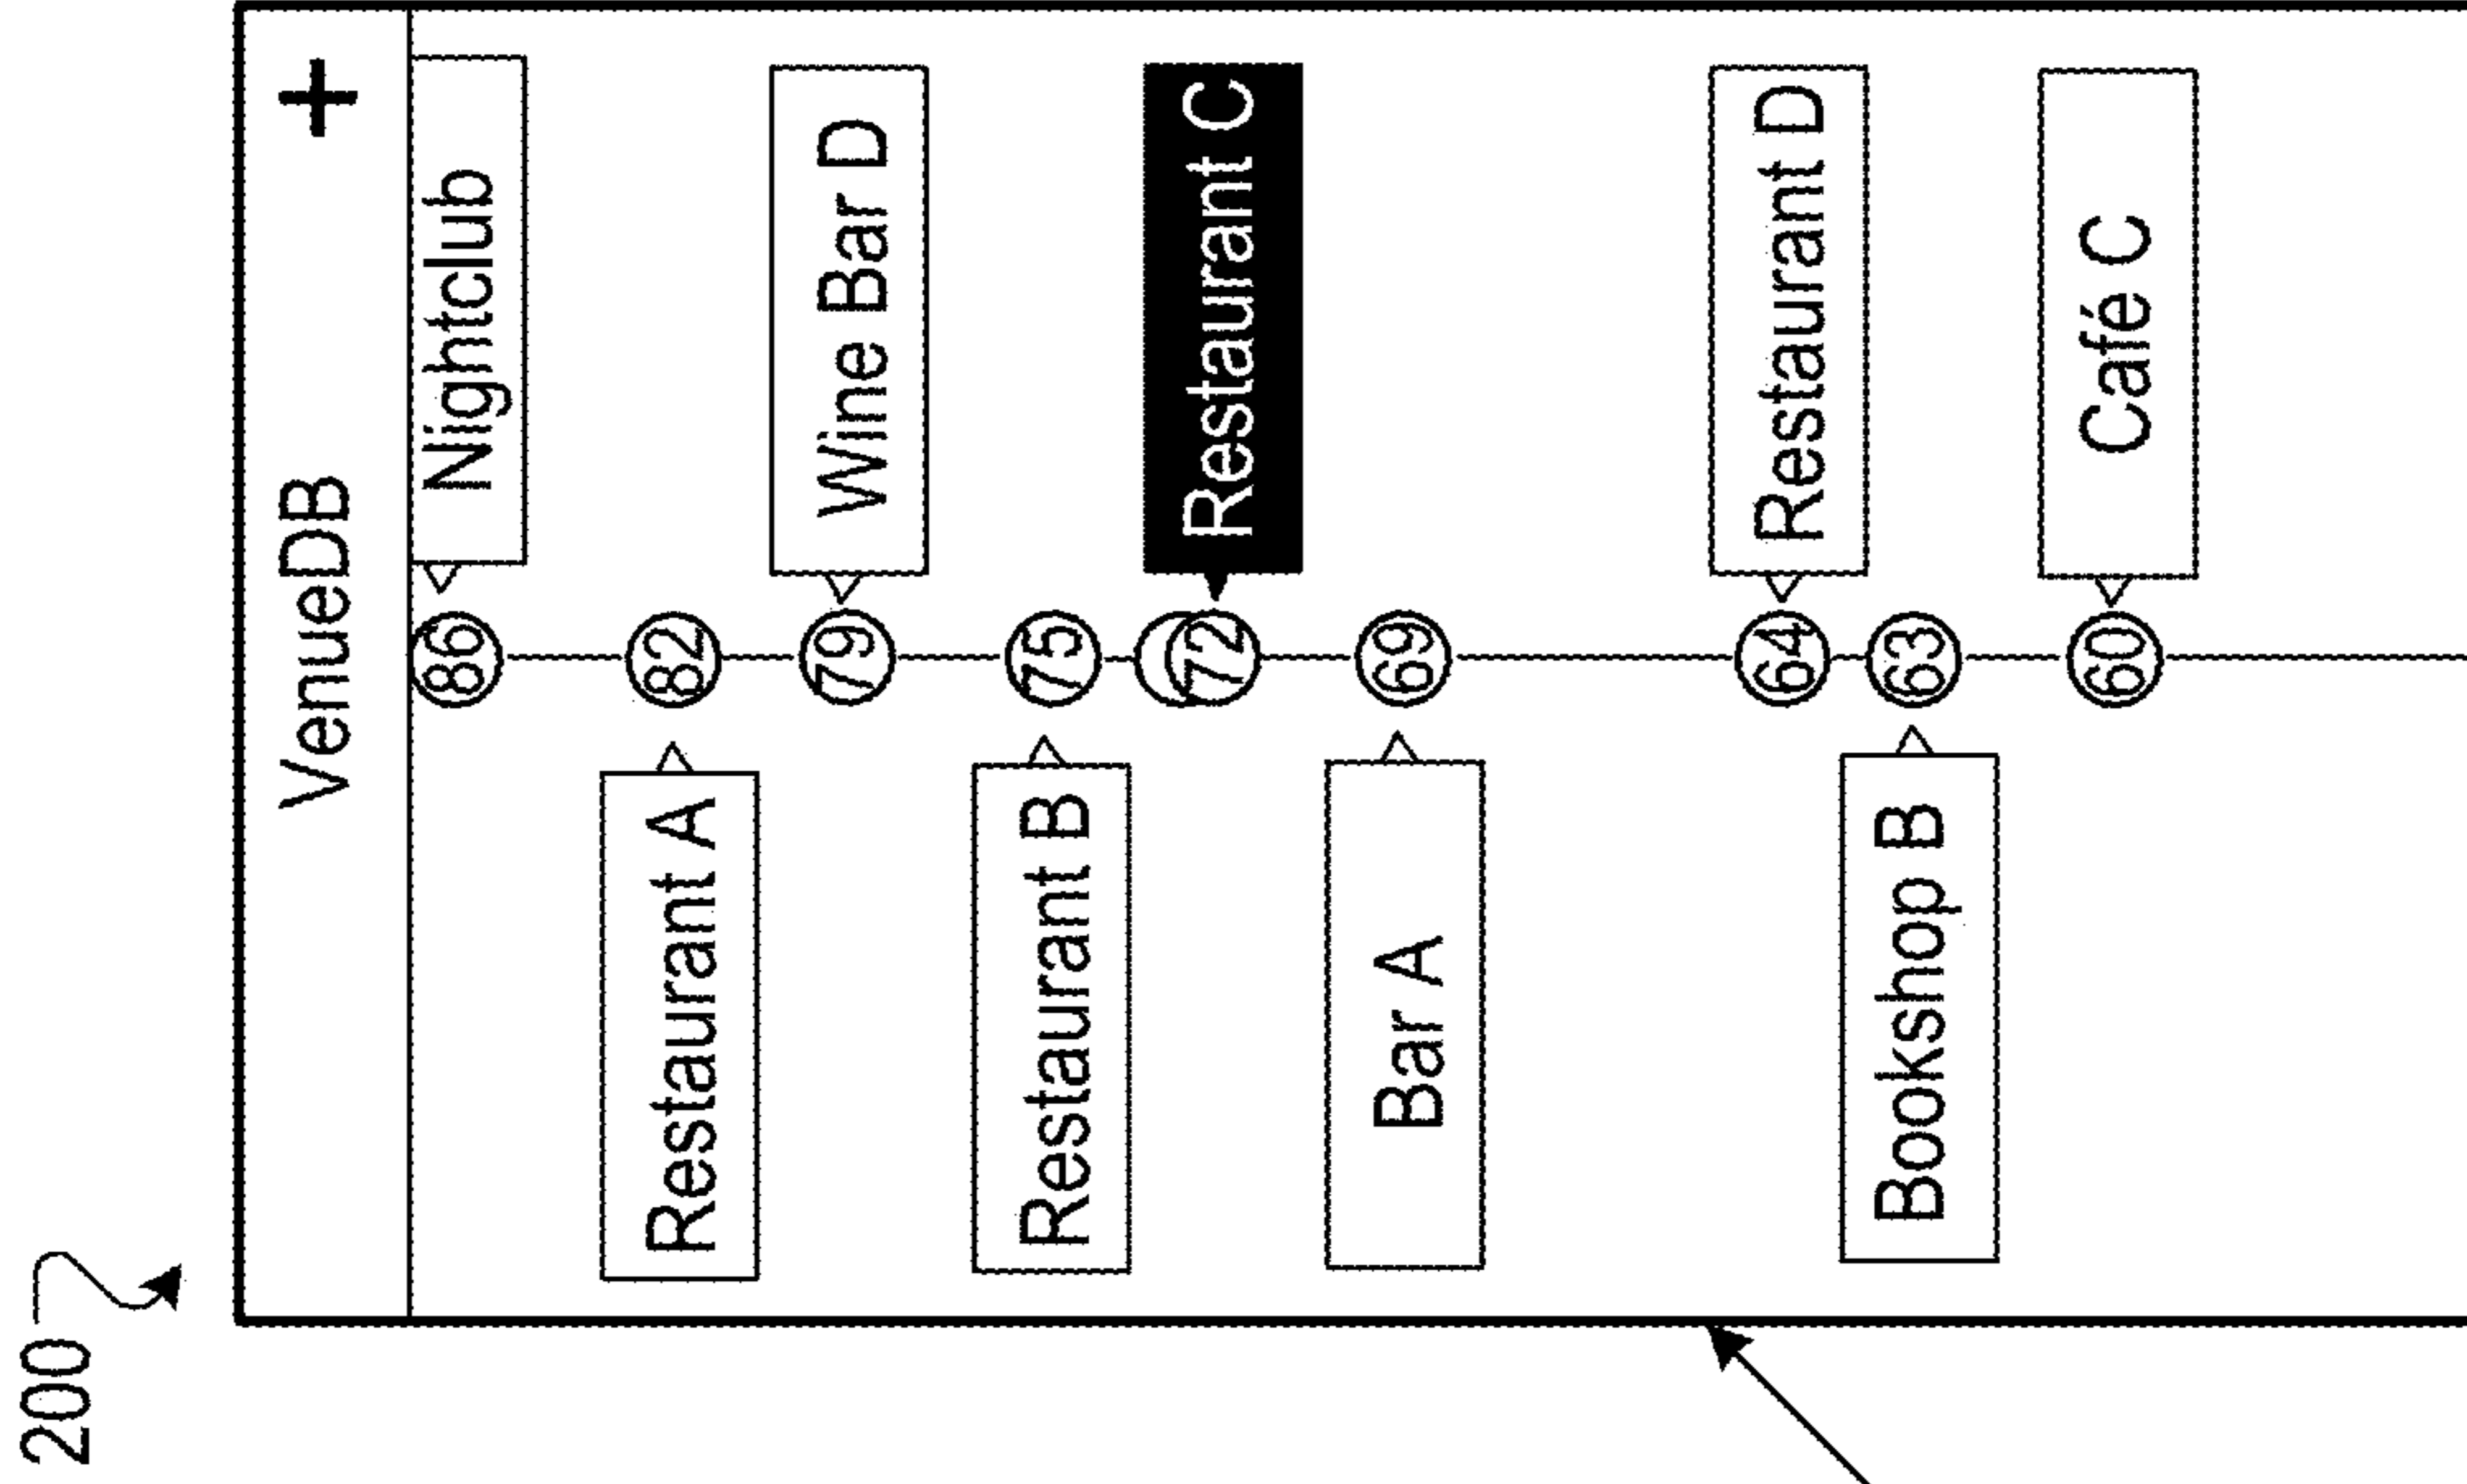 200
VenueDB +
86 Nightclub
Restaurant A 82
79 Wine Bar D
Restaurant B 75
72 Restaurant C
Bar A 69
64 Restaurant D
Bookshop B 63
60 Café C